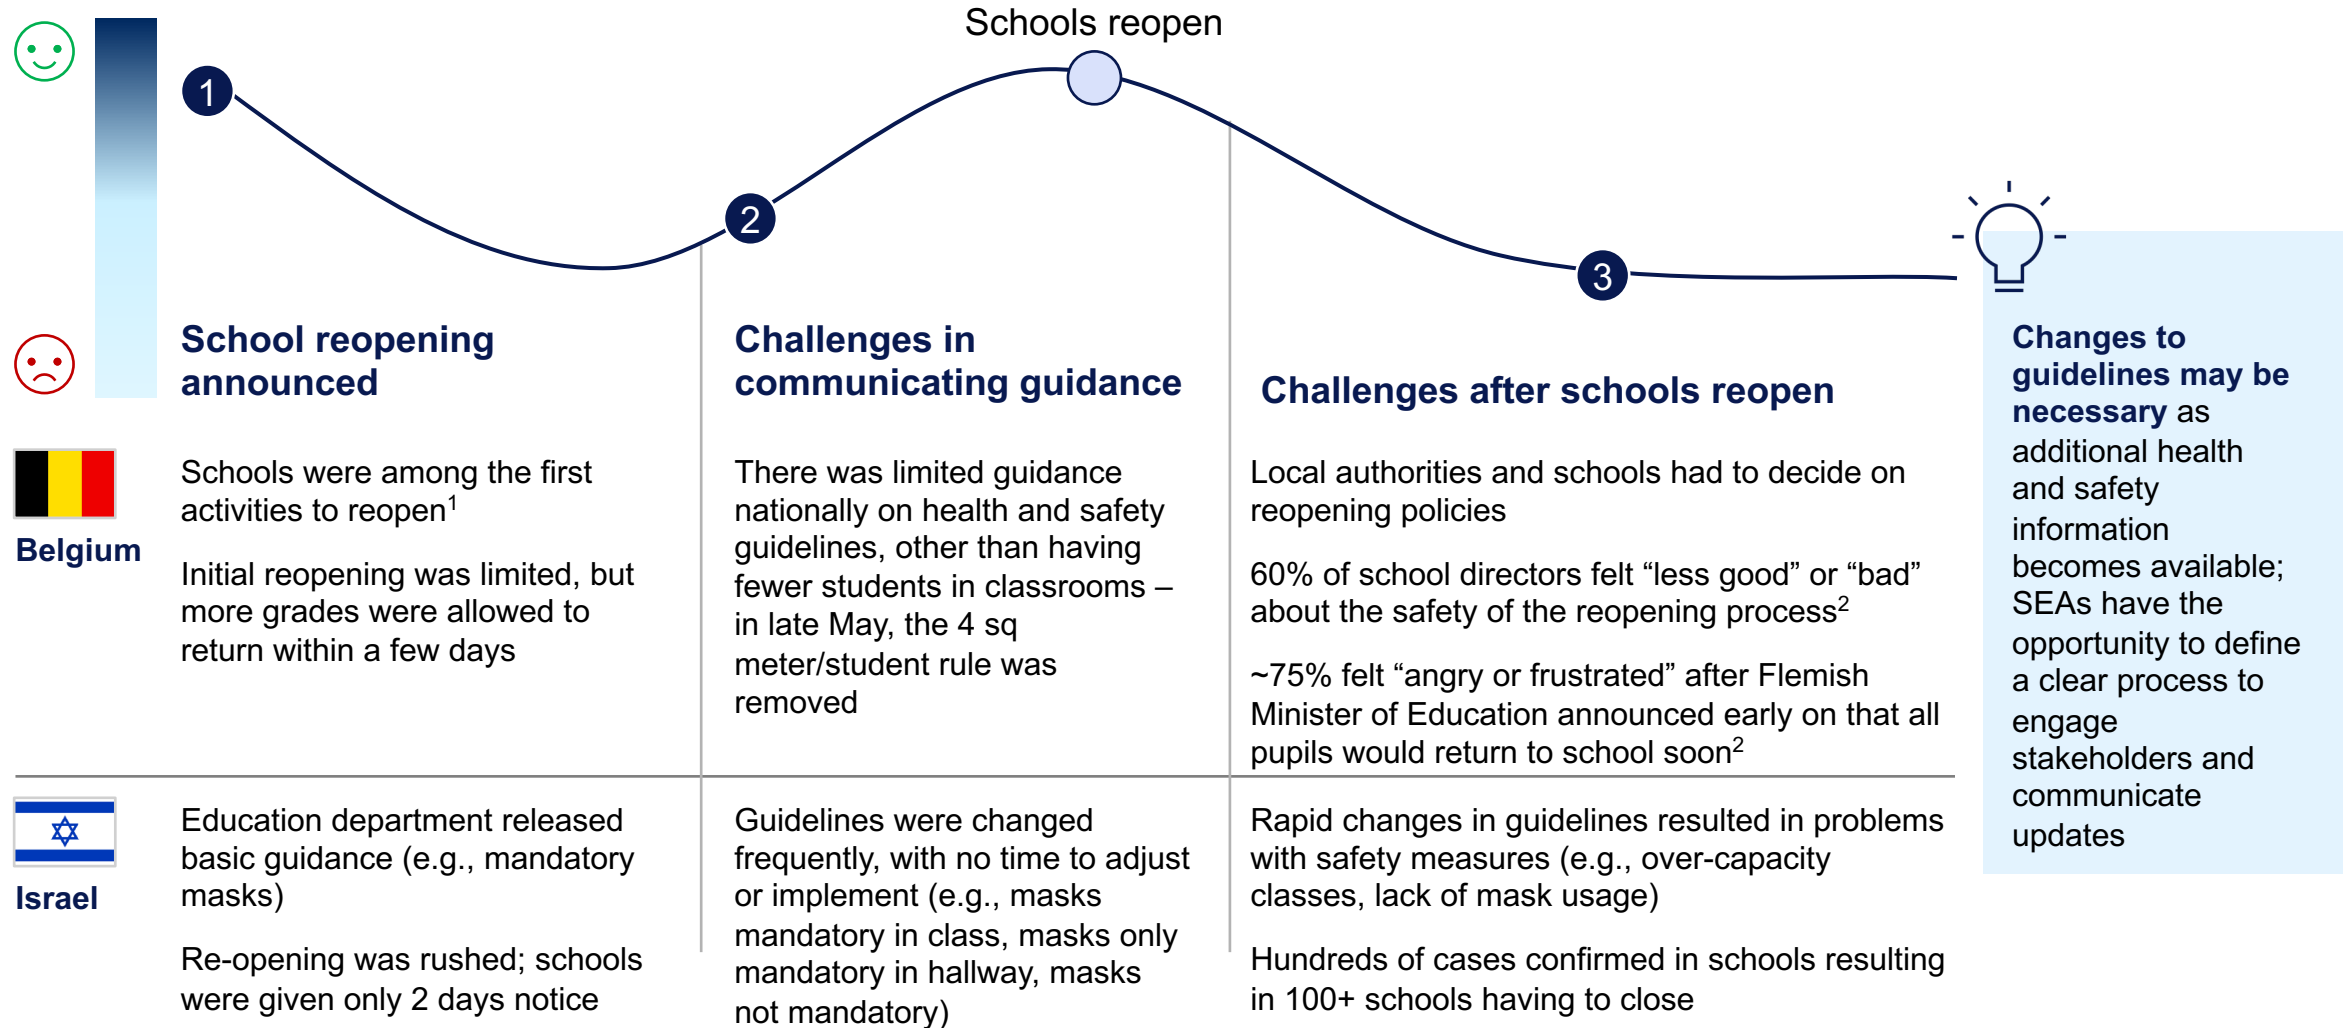 Schools reopen
1
2
3
School reopening
announced
Challenges in
communicating guidance
Challenges after schools reopen
Belgium
Schools were among the first
activities to reopen1
Initial reopening was limited, but
more grades were allowed to
return within a few days
There was limited guidance
nationally on health and safety
guidelines, other than having
fewer students in classrooms –
in late May, the 4 sq
meter/student rule was
removed
Local authorities and schools had to decide on
reopening policies
60% of school directors felt “less good” or “bad”
about the safety of the reopening process2
~75% felt “angry or frustrated” after Flemish
Minister of Education announced early on that all
pupils would return to school soon2
Israel
Education department released
basic guidance (e.g., mandatory
masks)
Re-opening was rushed; schools
were given only 2 days notice
Guidelines were changed
frequently, with no time to adjust
or implement (e.g., masks
mandatory in class, masks only
mandatory in hallway, masks
not mandatory)
Rapid changes in guidelines resulted in problems
with safety measures (e.g., over-capacity
classes, lack of mask usage)
Hundreds of cases confirmed in schools resulting
in 100+ schools having to close
Changes to
guidelines may be
necessary as
additional health
and safety
information
becomes available;
SEAs have the
opportunity to define
a clear process to
engage
stakeholders and
communicate
updates